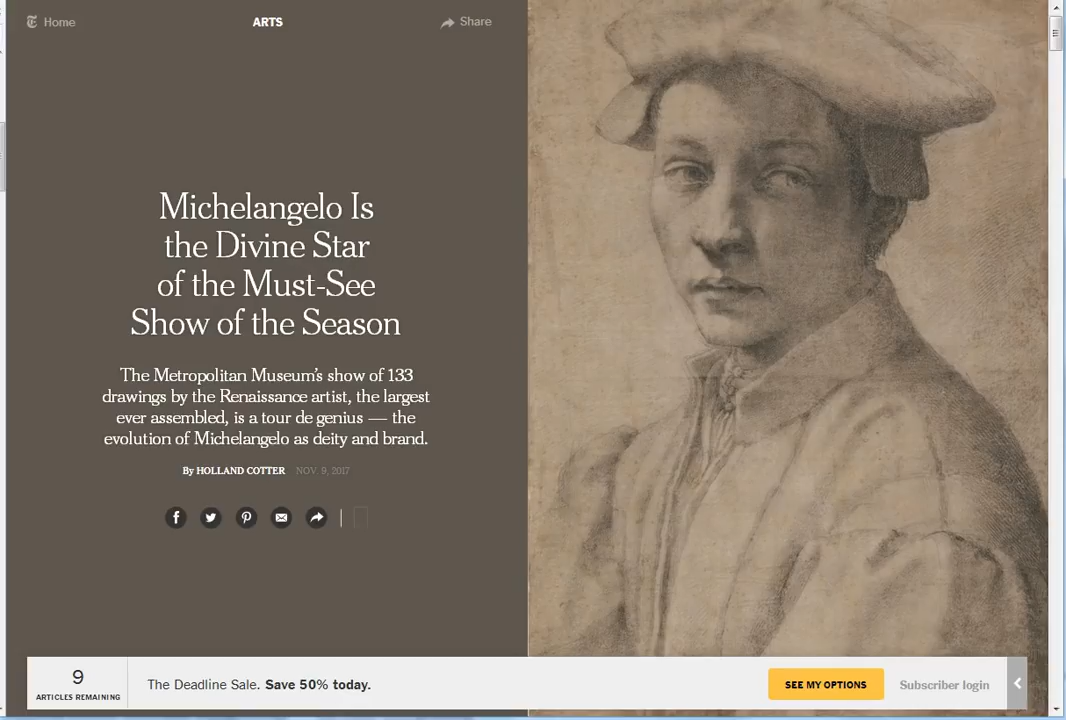 Home
ARTS
Share
Michelangelo Is
the Divine Star
of the Must-See
Show of the Season
The Metropolitan Museum's show of 133
drawings by the Renaissance artist, the largest
ever assembled, is a tour de genius — the
evolution of Michelangelo as deity and brand.
By HOLLAND COTTER NOV. 9, 2017
9
ARTICLES REMAINING
The Deadline Sale. Save 50% today.
SEE MY OPTIONS
Subscriber login